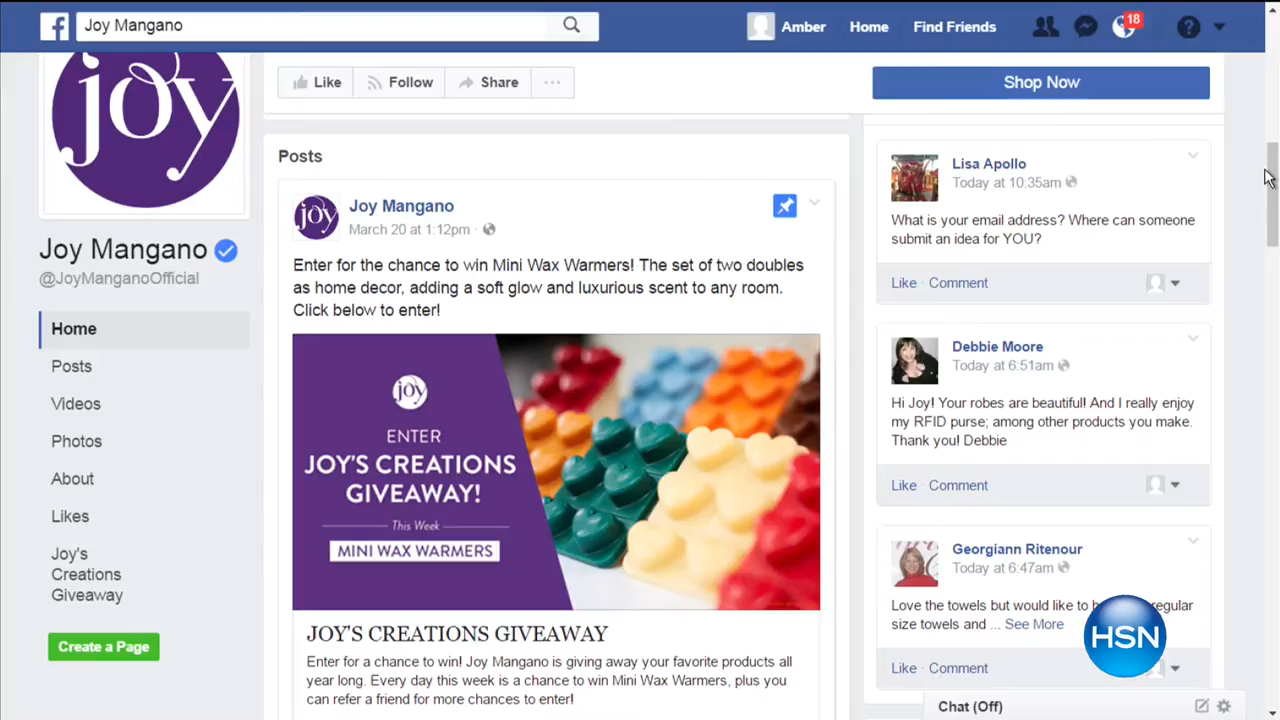 Joy Mangano
Amber
Home
Find Friends
18
?
joy
Like
Follow
Share
...
Shop Now
Joy Mangano
@JoyManganoOfficial
Home
Posts
Videos
Photos
About
Likes
Joy's
Creations
Giveaway
Create a Page
Posts
joy
Joy Mangano
March 20 at 1:12pm ·
Enter for the chance to win Mini Wax Warmers! The set of two doubles
as home decor, adding a soft glow and luxurious scent to any room.
Click below to enter!
joy
ENTER
JOY'S CREATIONS
GIVEAWAY!
This Week
MINI WAX WARMERS
JOY'S CREATIONS GIVEAWAY
Enter for a chance to win! Joy Mangano is giving away your favorite products all
year long. Every day this week is a chance to win Mini Wax Warmers, plus you
can refer a friend for more chances to enter!
Lisa Apollo
Today at 10:35am
What is your email address? Where can someone
submit an idea for YOU?
Like · Comment
Debbie Moore
Today at 6:51am
Hi Joy! Your robes are beautiful! And I really enjoy
my RFID purse; among other products you make.
Thank you! Debbie
Like · Comment
Georgiann Ritenour
Today at 6:47am
Love the towels but would like to regular
size towels and ... See More
Like · Comment
HSN
Chat (Off)